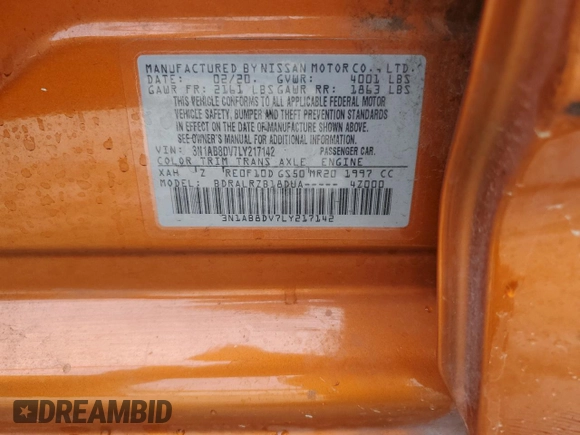 MANUFACTURED BY NISSAN MOTOR CO., LTD.
DATE: 02/20. GVWR: 4001 LBS
GAWR FR: 2161 LBS GAWR RR: 1863 LBS
THIS VEHICLE CONFORMS TO ALL APPLICABLE FEDERAL MOTOR
VEHICLE SAFETY, BUMPER AND THEFT PREVENTION STANDARDS
IN EFFECT ON THE DATE OF MANUFACTURE SHOWN ABOVE.
SEE OWNER'S MANUAL FOR ADDITIONAL INFORMATION.
VIN: 3N1AB8DV7LY217142 PASSENGER CAR.
COLOR TRIM TRANS AXLE ENGINE
XAH Z RE0F10D GS50 MR20 1997 CC
MODEL: BDRALRZB18DUA----- 4Z000
3N1AB8DV7LY217142
DREAMBID